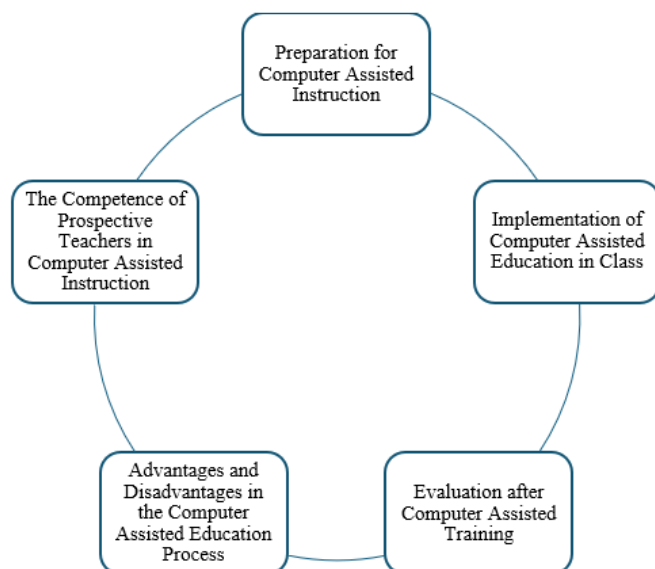 Preparation for
Computer Assisted
Instruction
Implementation of
Computer Assisted
Education in Class
Evaluation after
Computer Assisted
Training
Advantages and
Disadvantages in
the Computer
Assisted Education
Process
The Competence of
Prospective
Teachers in
Computer Assisted
Instruction